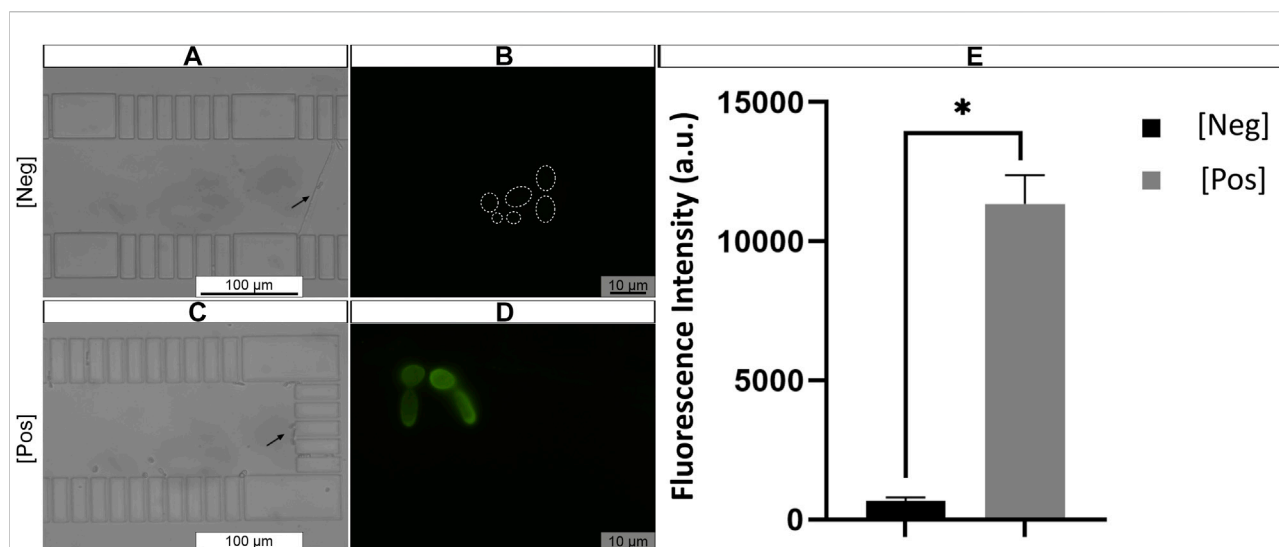 A
B
E
[Neg]
100 µm
10 µm
C
D
[Pos]
100 µm
10 µm
Fluorescence Intensity (a.u.)
15000
10000
5000
0
*
[Neg]
[Pos]